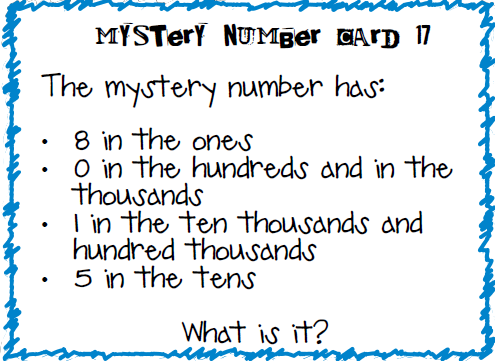 MYSTerY NUMBer CArD 17
The mystery number has:
• 8 in the ones
• 0 in the hundreds and in the
thousands
• 1 in the ten thousands and
hundred thousands
• 5 in the tens
What is it?